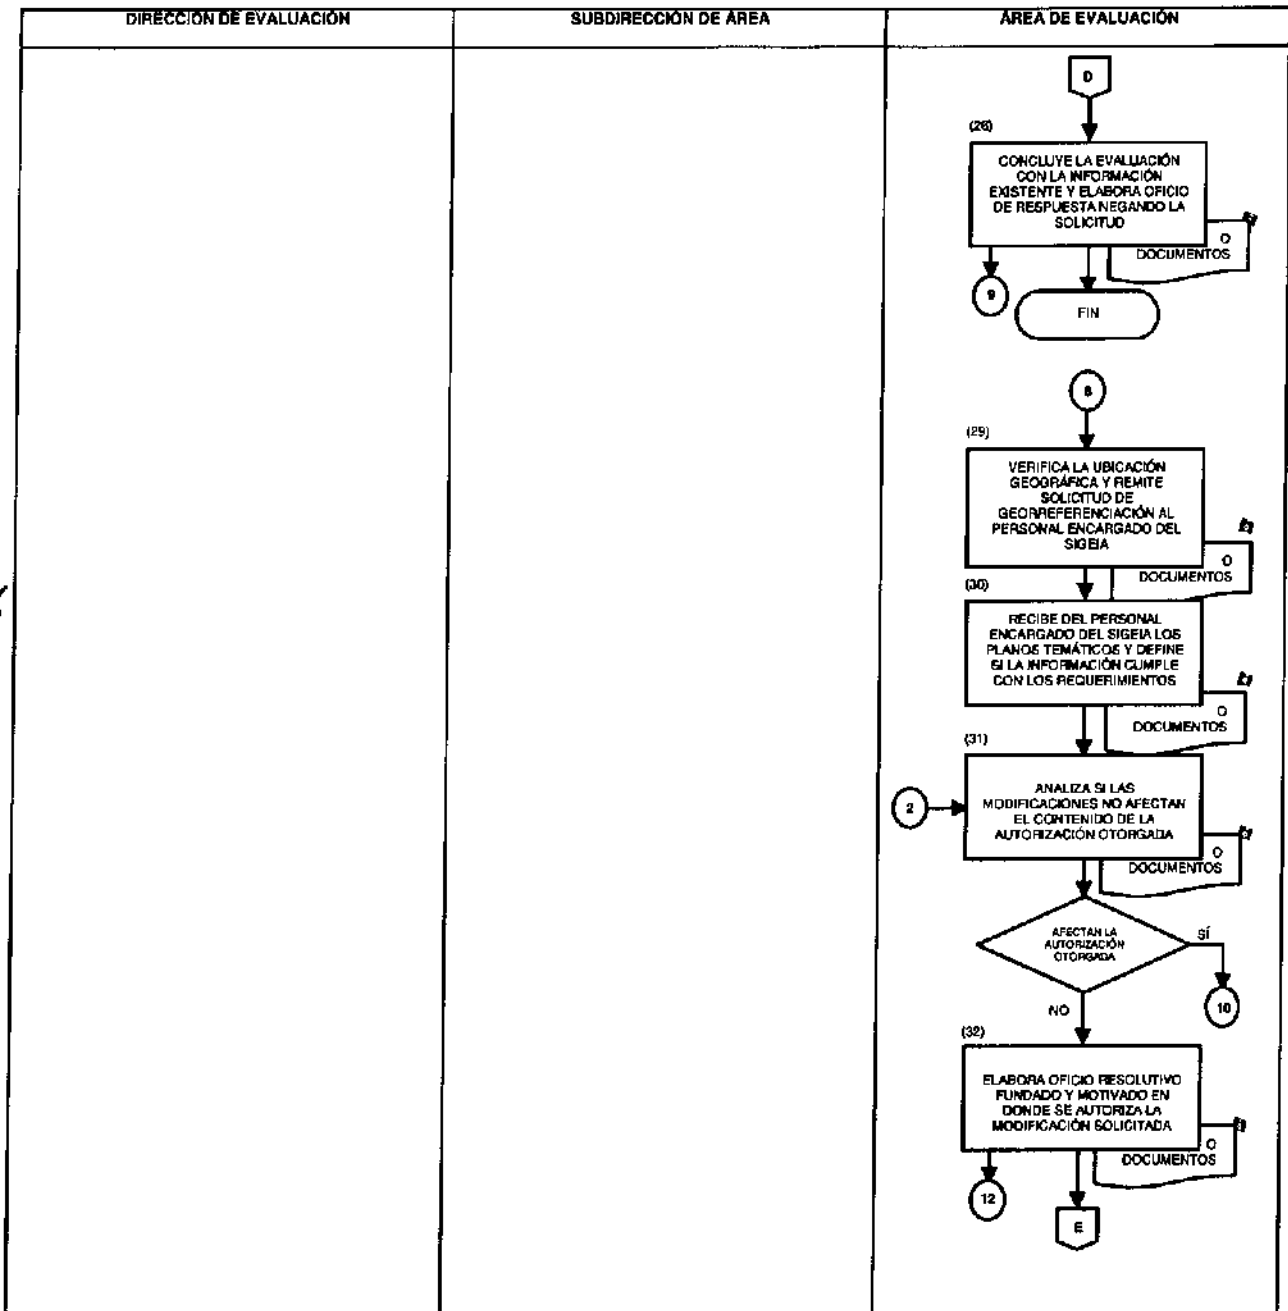 DIRECCIÓN DE EVALUACIÓN
SUBDIRECCIÓN DE ÁREA
ÁREA DE EVALUACIÓN
D
(28)
CONCLUYE LA EVALUACIÓN
CON LA INFORMACIÓN
EXISTENTE Y ELABORA OFICIO
DE RESPUESTA NEGANDO LA
SOLICITUD
O
DOCUMENTOS
9
FIN
8
(29)
VERIFICA LA UBICACIÓN
GEOGRÁFICA Y REMITE
SOLICITUD DE
GEORREFERENCIACIÓN AL
PERSONAL ENCARGADO DEL
SIGEIA
O
DOCUMENTOS
(30)
RECIBE DEL PERSONAL
ENCARGADO DEL SIGEIA LOS
PLANOS TEMÁTICOS Y DEFINE
SI LA INFORMACIÓN CUMPLE
CON LOS REQUERIMIENTOS
O
DOCUMENTOS
(31)
2
ANALIZA SI LAS
MODIFICACIONES NO AFECTAN
EL CONTENIDO DE LA
AUTORIZACIÓN OTORGADA
O
DOCUMENTOS
AFECTAN LA
AUTORIZACIÓN
OTORGADA
SÍ
10
NO
(32)
ELABORA OFICIO RESOLUTIVO
FUNDADO Y MOTIVADO EN
DONDE SE AUTORIZA LA
MODIFICACIÓN SOLICITADA
O
DOCUMENTOS
12
E